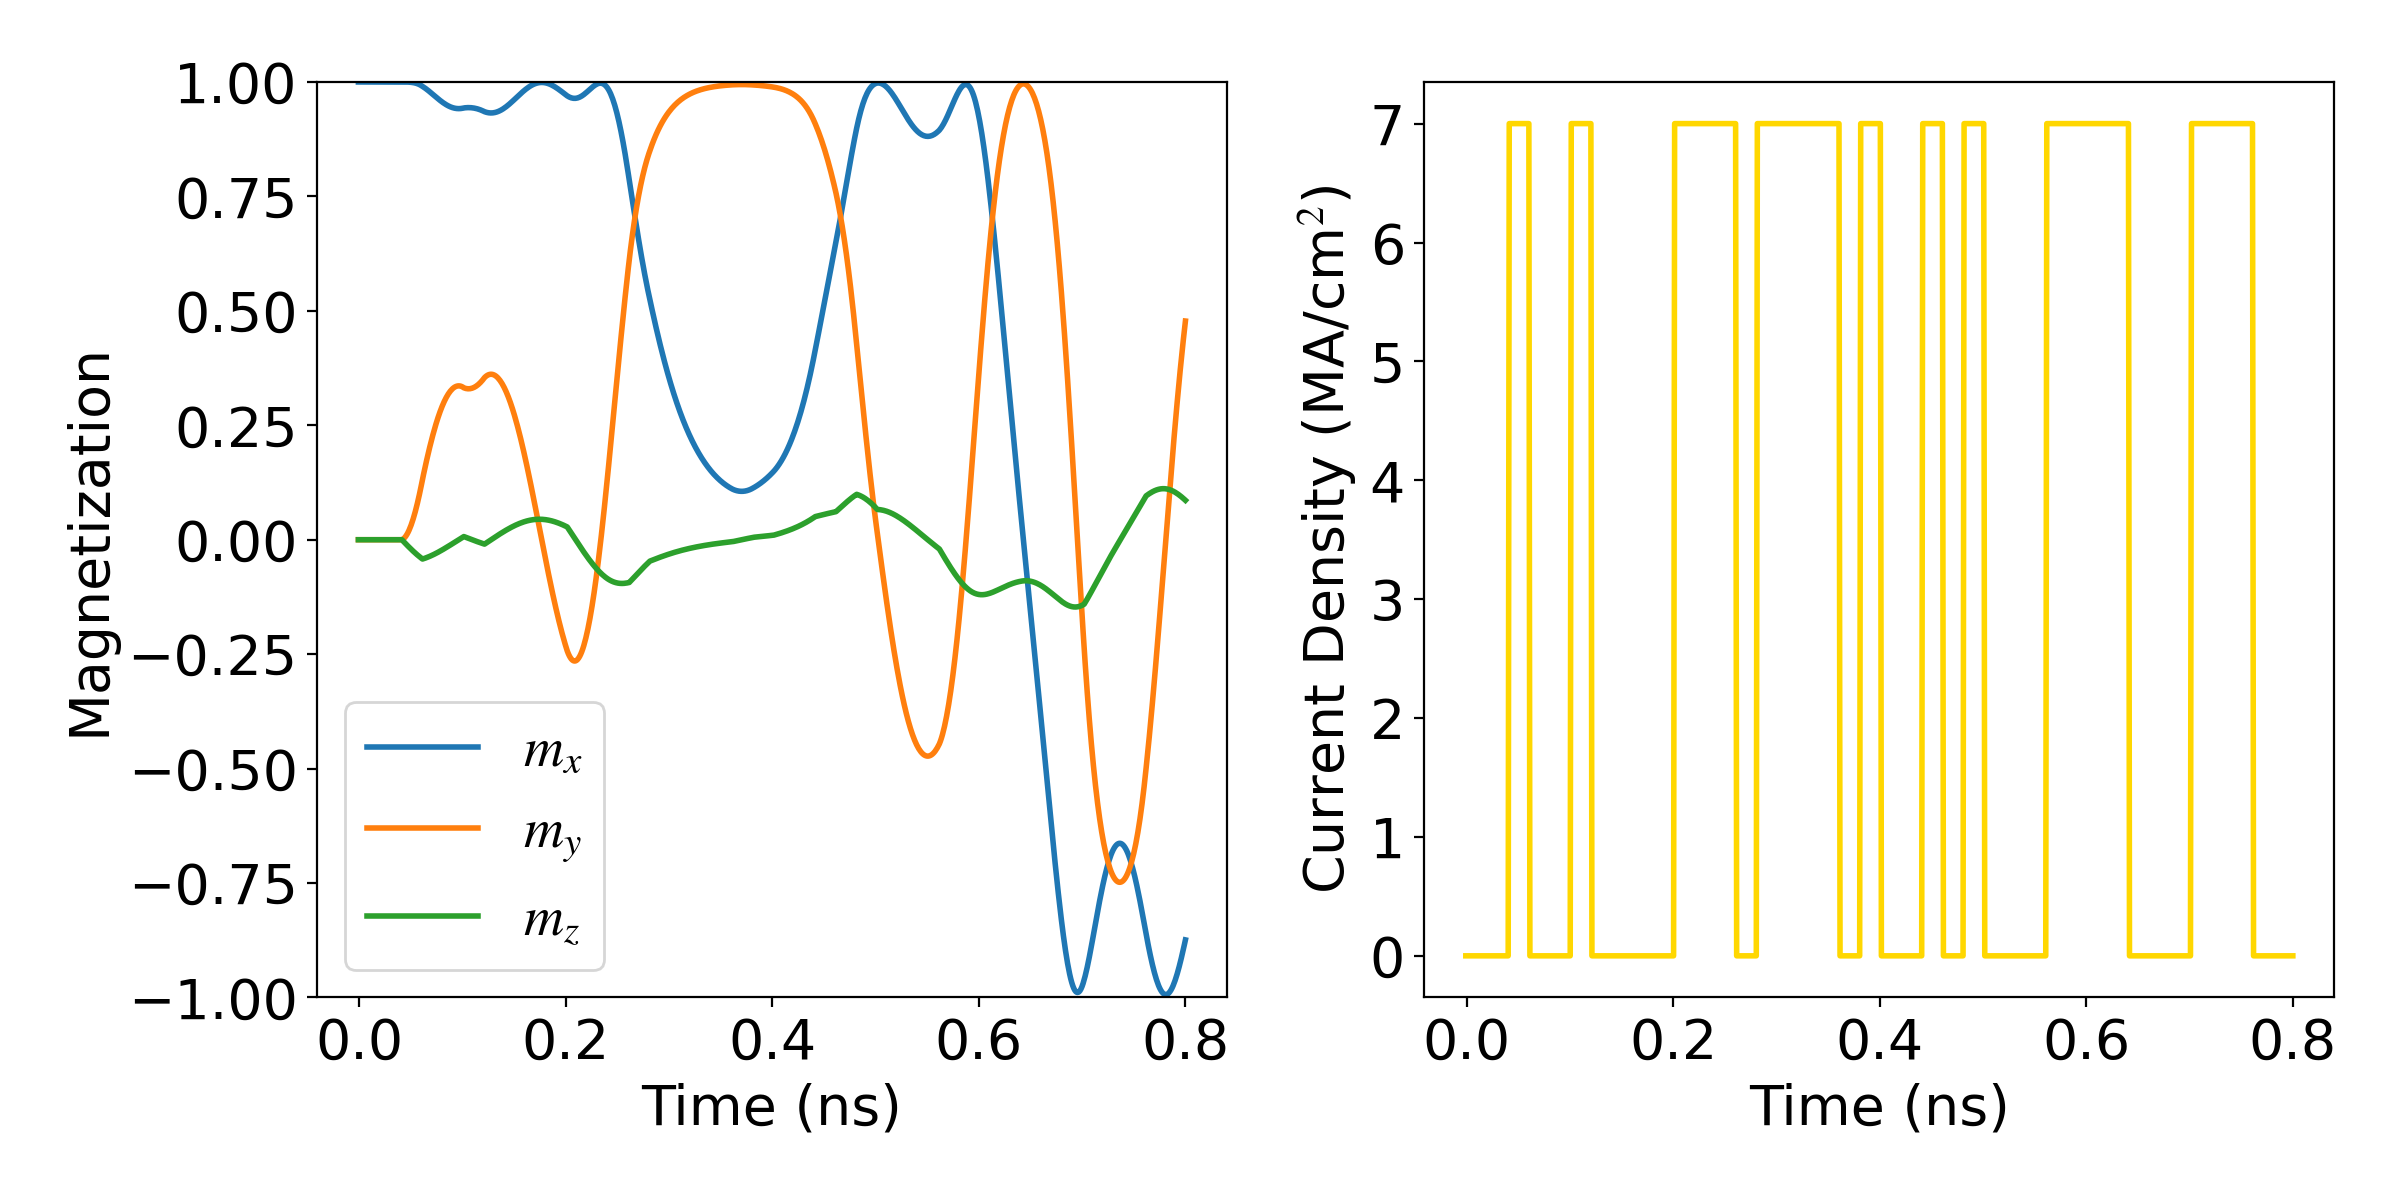 Magnetization
1.00
0.75
0.50
0.25
0.00
−0.25
−0.50
−0.75
−1.00
m_x
m_y
m_z
0.0 0.2 0.4 0.6 0.8
Time (ns)
Current Density (MA/cm²)
7
6
5
4
3
2
1
0
0.0 0.2 0.4 0.6 0.8
Time (ns)